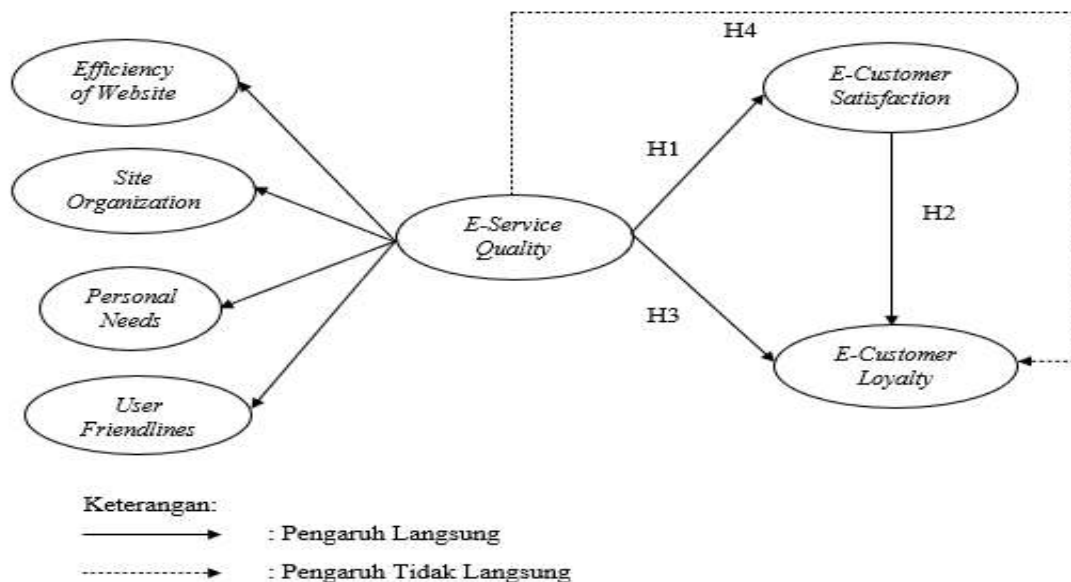 H4
Efficiency
of Website
E-Customer
Satisfaction
H1
Site
Organization
H2
E-Service
Quality
Personal
Needs
H3
E-Customer
Loyalty
User
Friendlines
Keterangan:
: Pengaruh Langsung
: Pengaruh Tidak Langsung